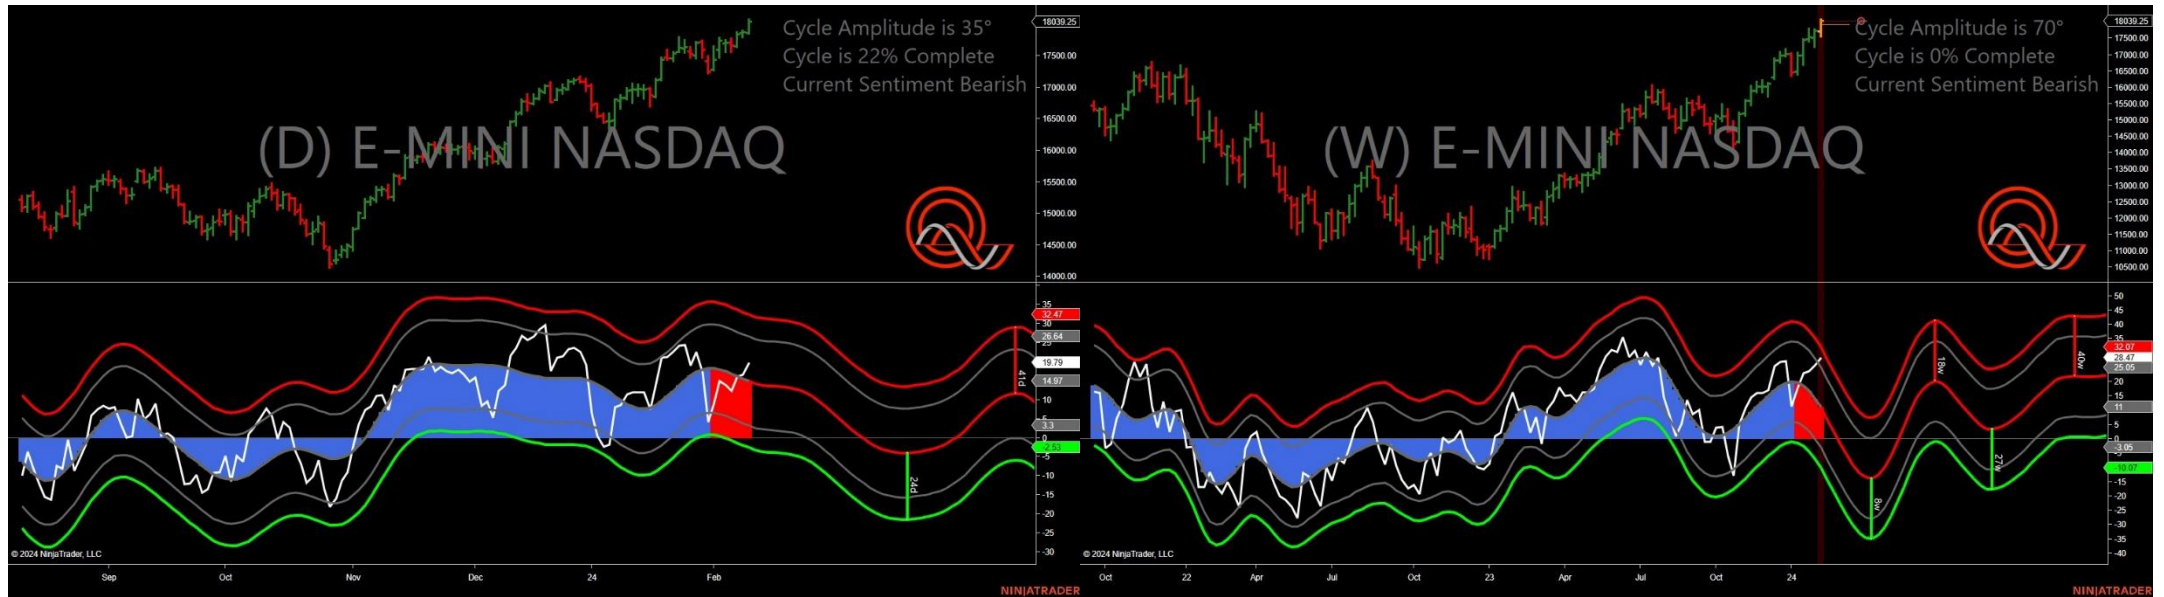 Cycle Amplitude is 35°
Cycle is 22% Complete
Current Sentiment Bearish
(D) E-MINI NASDAQ
18039.25
17500.00
17000.00
16500.00
16000.00
15500.00
15000.00
14500.00
14000.00
35
32.47
30
26.64
25
19.79
14.97
10
5
3.3
0
-2.53
-5
-10
-15
-20
-25
-30
41d
24d
© 2024 NinjaTrader, LLC
Sep
Oct
Nov
Dec
24
Feb
NINJATRADER
Cycle Amplitude is 70°
Cycle is 0% Complete
Current Sentiment Bearish
(W) E-MINI NASDAQ
18039.25
17500.00
17000.00
16500.00
16000.00
15500.00
15000.00
14500.00
14000.00
13500.00
13000.00
12500.00
12000.00
11500.00
11000.00
10500.00
50
45
40
35
32.07
28.47
25.05
20
15
11
5
0
-3.05
-10.07
-15
-20
-25
-30
-35
-40
18w
40w
27w
8w
© 2024 NinjaTrader, LLC
Oct
22
Apr
Jul
Oct
23
Apr
Jul
Oct
24
NINJATRADER